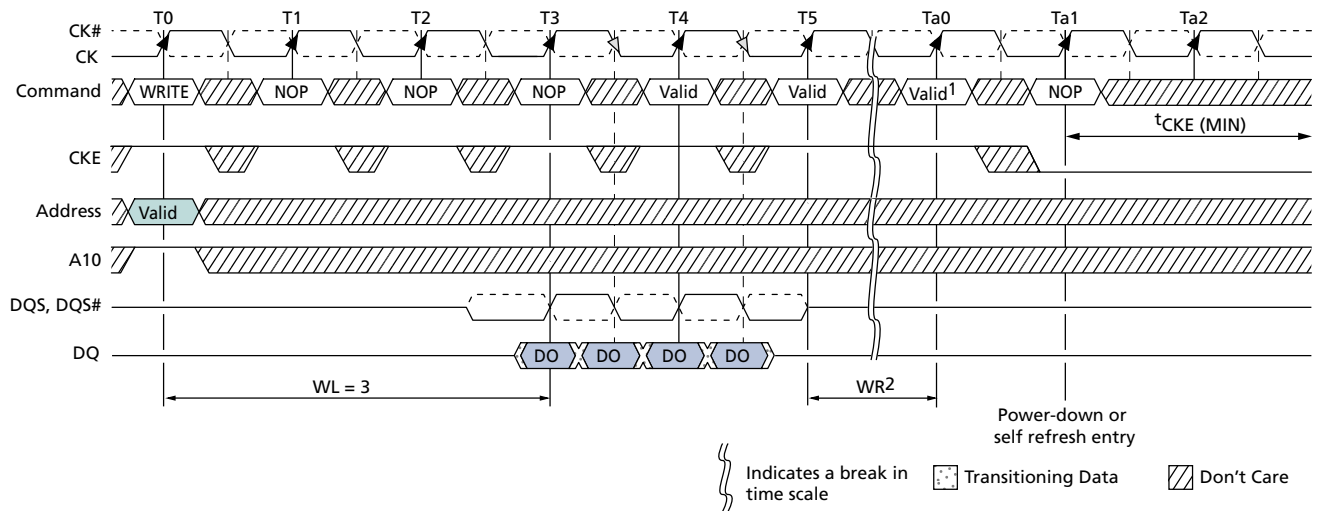 T0 T1 T2 T3 T4 T5 Ta0 Ta1 Ta2
CK#
CK
Command WRITE NOP NOP NOP Valid Valid Valid1 NOP
tCKE (MIN)
CKE
Address Valid
A10
DQS, DQS#
DQ DO DO DO DO
WL = 3 WR2
Power-down or
self refresh entry
Indicates a break in
time scale
Transitioning Data
Don't Care